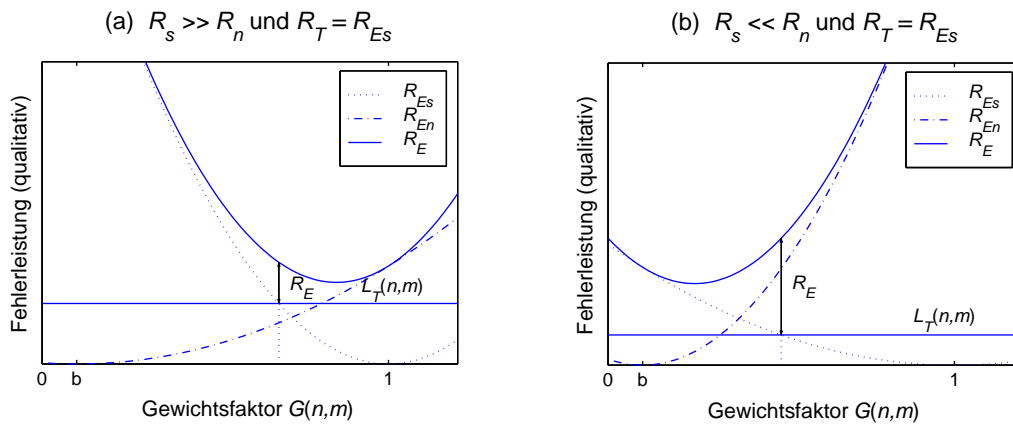 (a) R_s >> R_n und R_T = R_Es
Fehlerleistung (qualitativ)
R_Es
R_En
R_E
R_E
L_T(n,m)
0 b 1
Gewichtsfaktor G(n,m)
(b) R_s << R_n und R_T = R_Es
Fehlerleistung (qualitativ)
R_Es
R_En
R_E
R_E
L_T(n,m)
0 b 1
Gewichtsfaktor G(n,m)